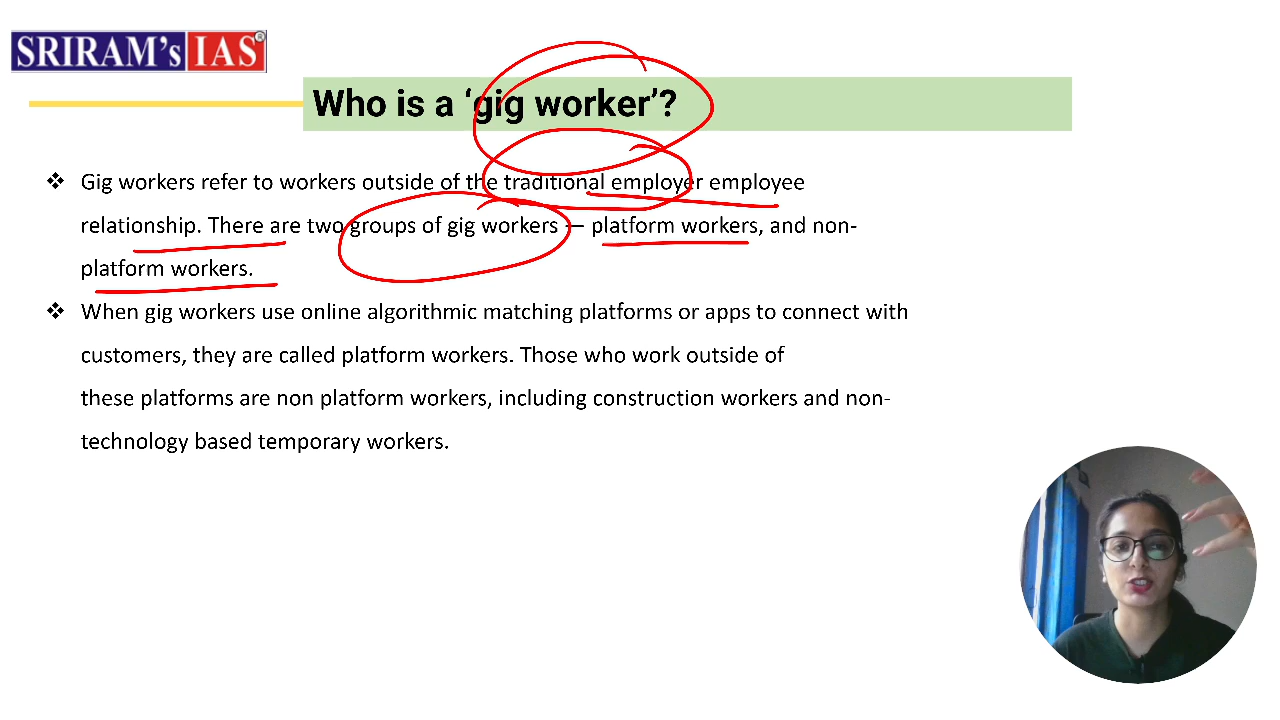 SRIRAM's IAS®
Who is a ‘gig worker’?
❖ Gig workers refer to workers outside of the traditional employer employee
relationship. There are two groups of gig workers — platform workers, and non-
platform workers.
❖ When gig workers use online algorithmic matching platforms or apps to connect with
customers, they are called platform workers. Those who work outside of
these platforms are non platform workers, including construction workers and non-
technology based temporary workers.